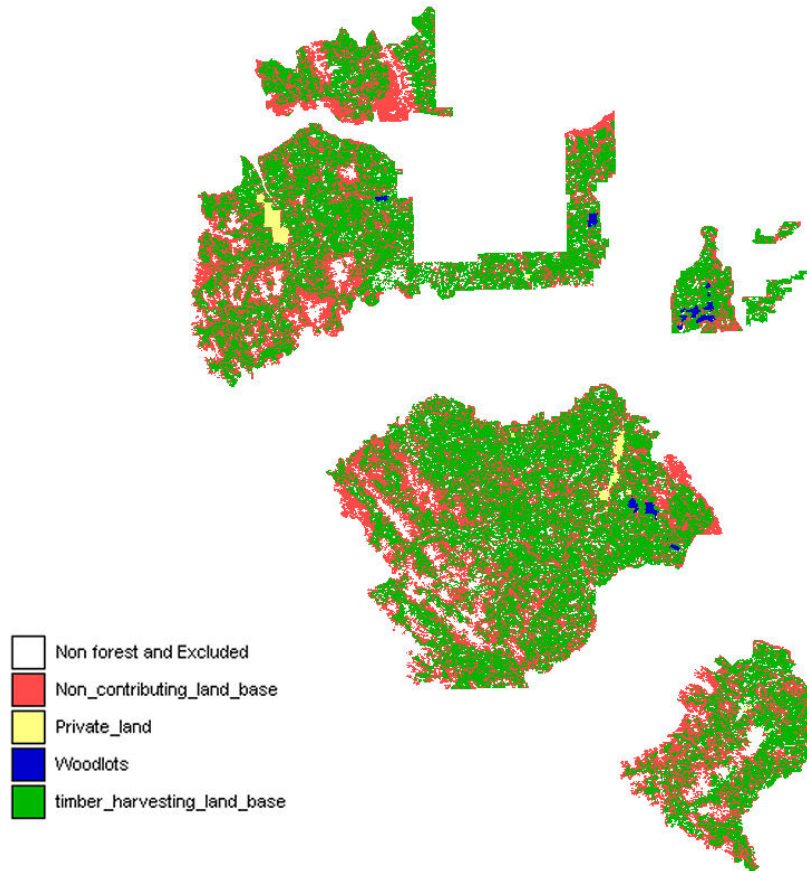 Non forest and Excluded
Non_contributing_land_base
Private_land
Woodlots
timber_harvesting_land_base